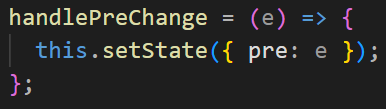 handlePreChange = (e) => {
  this.setState({ pre: e });
};